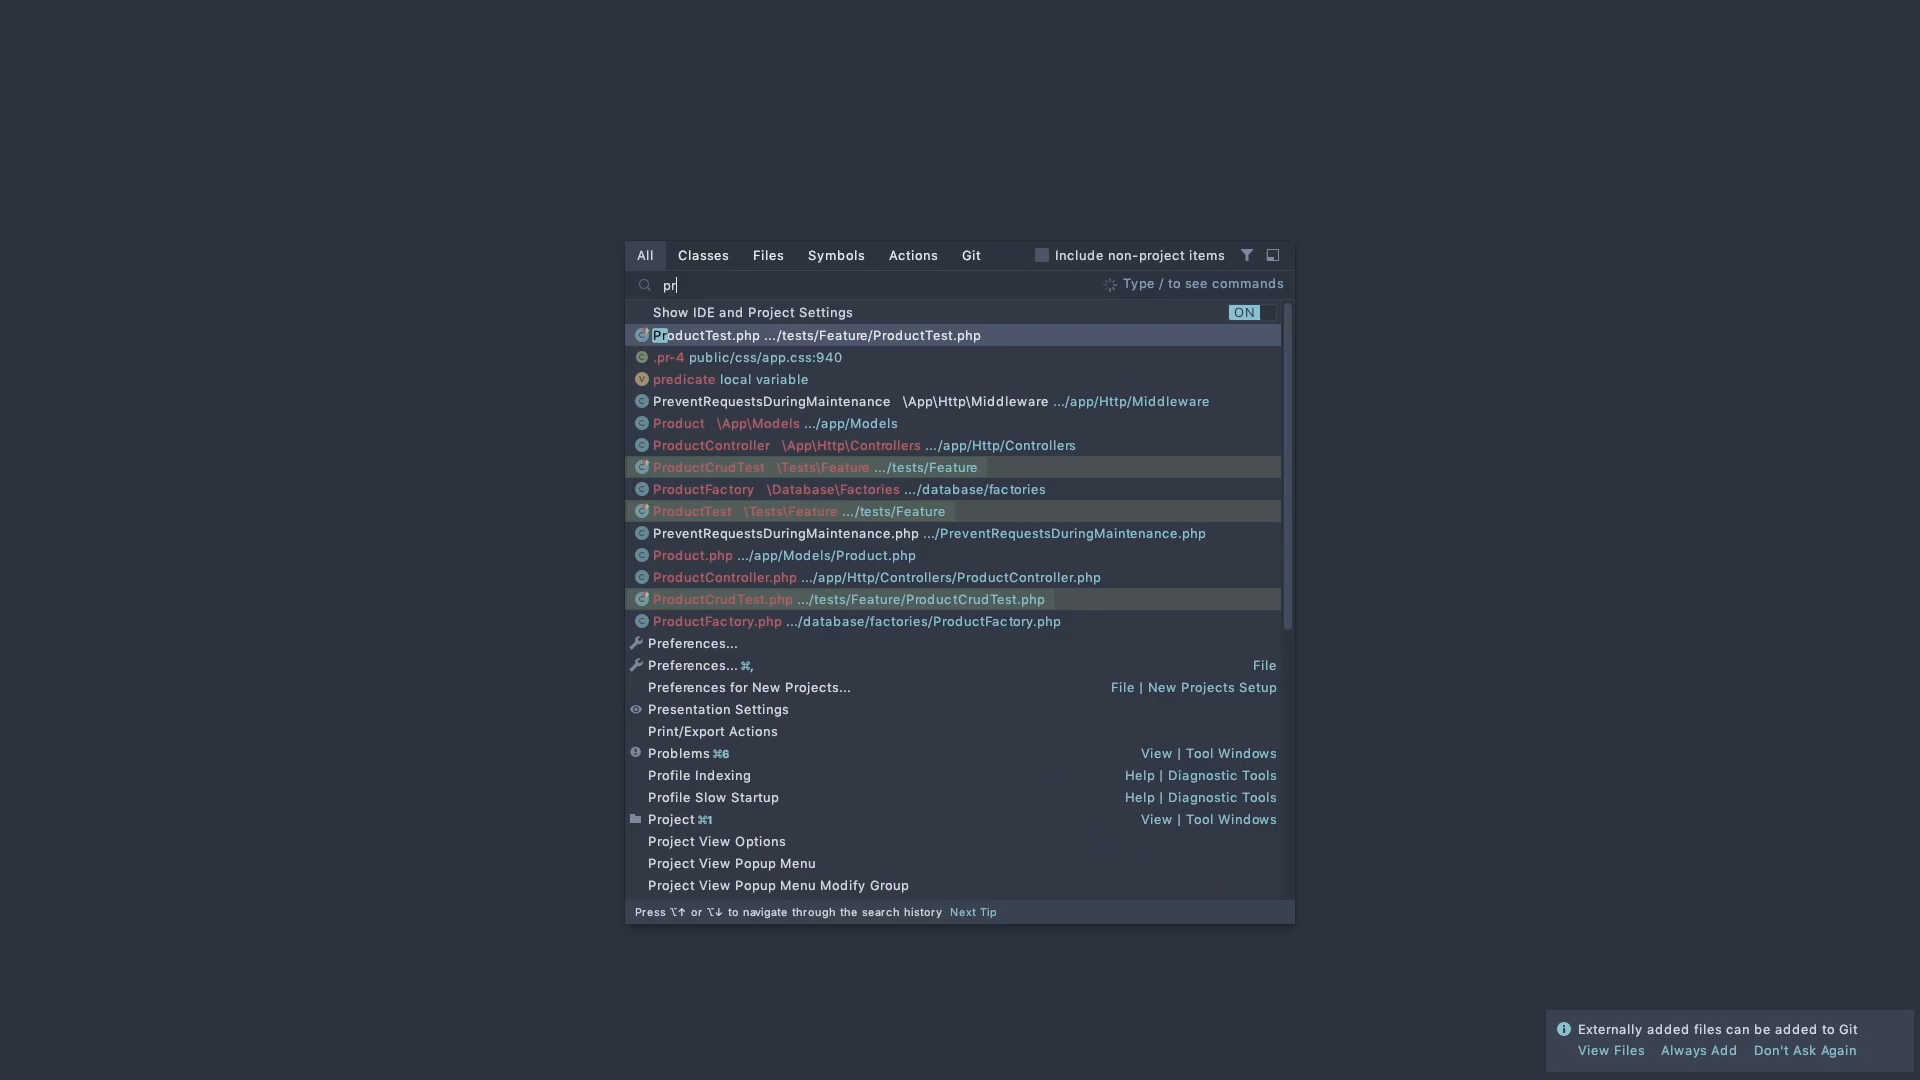 All Classes Files Symbols Actions Git Include non-project items
pr Type / to see commands
Show IDE and Project Settings ON
ProductTest.php .../tests/Feature/ProductTest.php
.pr-4 public/css/app.css:940
predicate local variable
PreventRequestsDuringMaintenance \App\Http\Middleware .../app/Http/Middleware
Product \App\Models .../app/Models
ProductController \App\Http\Controllers .../app/Http/Controllers
ProductCrudTest \Tests\Feature .../tests/Feature
ProductFactory \Database\Factories .../database/factories
ProductTest \Tests\Feature .../tests/Feature
PreventRequestsDuringMaintenance.php .../PreventRequestsDuringMaintenance.php
Product.php .../app/Models/Product.php
ProductController.php .../app/Http/Controllers/ProductController.php
ProductCrudTest.php .../tests/Feature/ProductCrudTest.php
ProductFactory.php .../database/factories/ProductFactory.php
Preferences...
Preferences... ⌘, File
Preferences for New Projects... File | New Projects Setup
Presentation Settings
Print/Export Actions
Problems ⌘6 View | Tool Windows
Profile Indexing Help | Diagnostic Tools
Profile Slow Startup Help | Diagnostic Tools
Project ⌘1 View | Tool Windows
Project View Options
Project View Popup Menu
Project View Popup Menu Modify Group
Press ⌥↑ or ⌥↓ to navigate through the search history Next Tip
Externally added files can be added to Git
View Files Always Add Don't Ask Again